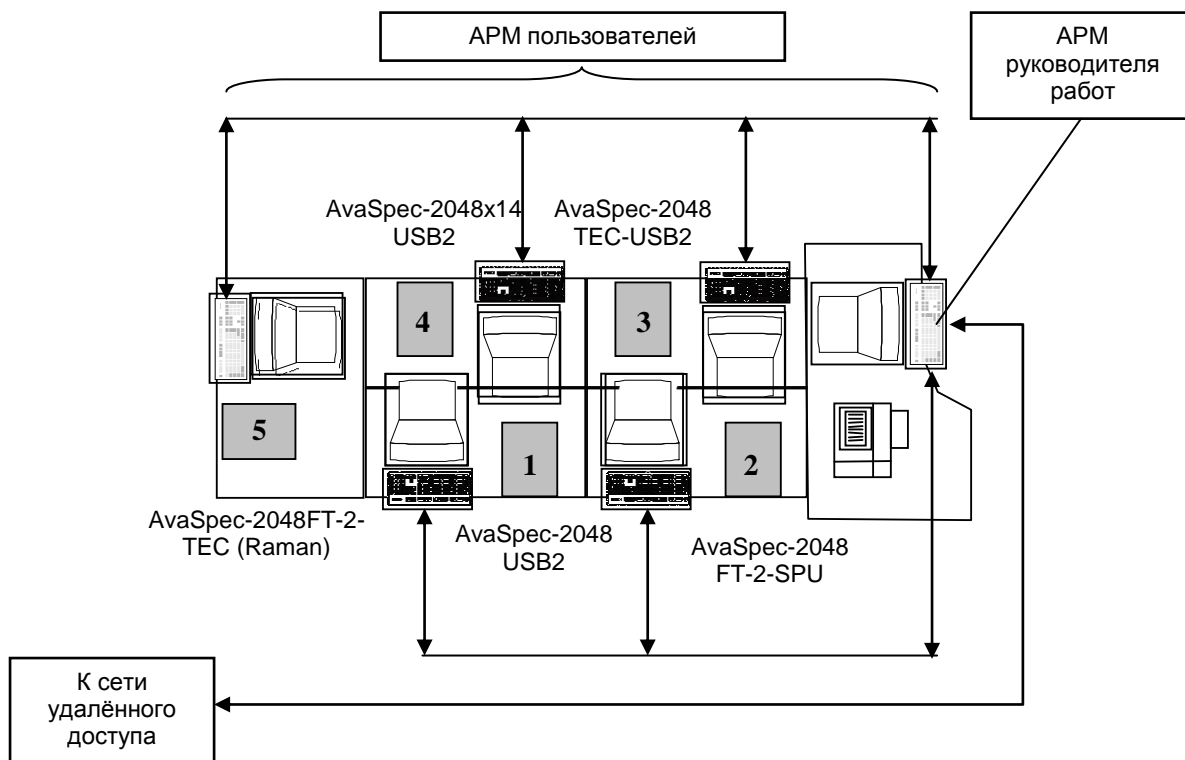 АРМ пользователей
АРМ
руководителя
работ
AvaSpec-2048x14
USB2
AvaSpec-2048
TEC-USB2
4
3
5
1
2
AvaSpec-2048FT-2-
TEC (Raman)
AvaSpec-2048
USB2
AvaSpec-2048
FT-2-SPU
К сети
удалённого
доступа